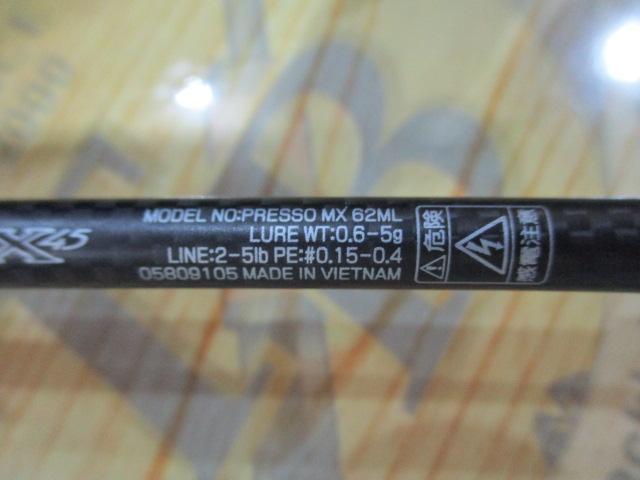 X45
MODEL NO:PRESSO MX 62ML
LURE WT:0.6-5g
LINE:2-5lb PE:#0.15-0.4
05809105 MADE IN VIETNAM
危険
感電注意